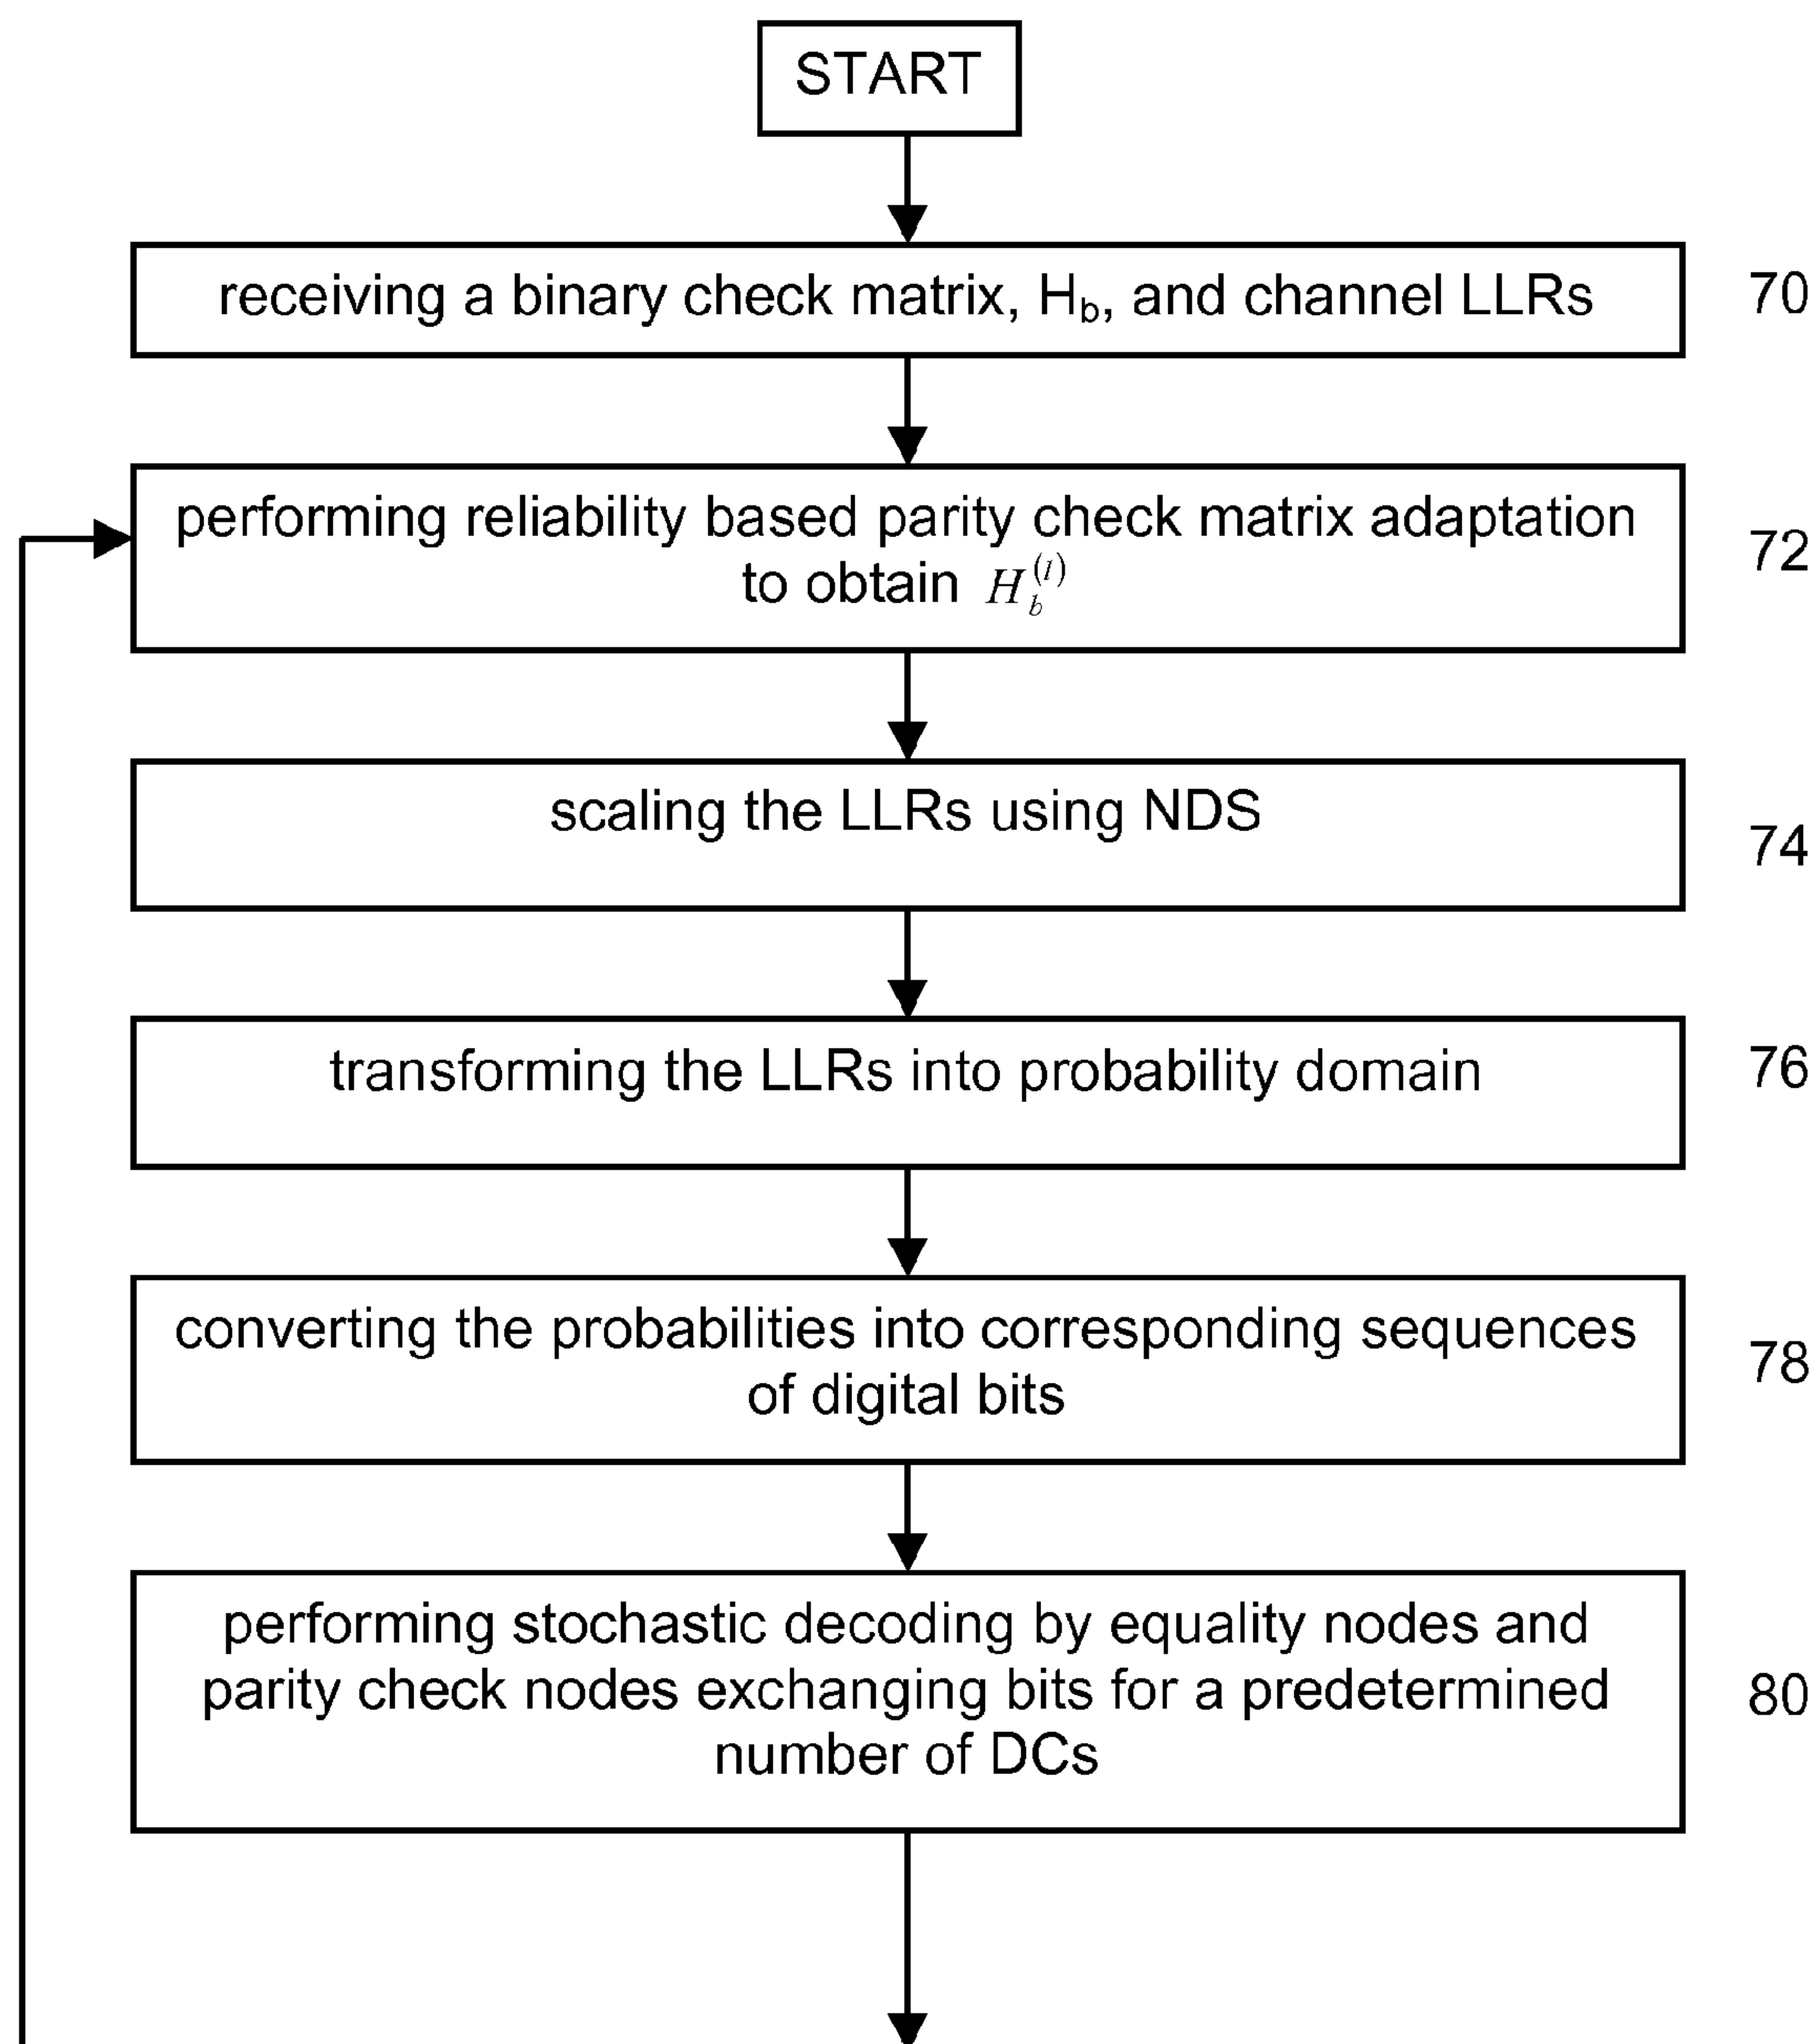 START
receiving a binary check matrix, H_b, and channel LLRs
70
performing reliability based parity check matrix adaptation
to obtain H_b^(l)
72
scaling the LLRs using NDS
74
transforming the LLRs into probability domain
76
converting the probabilities into corresponding sequences
of digital bits
78
performing stochastic decoding by equality nodes and
parity check nodes exchanging bits for a predetermined
number of DCs
80